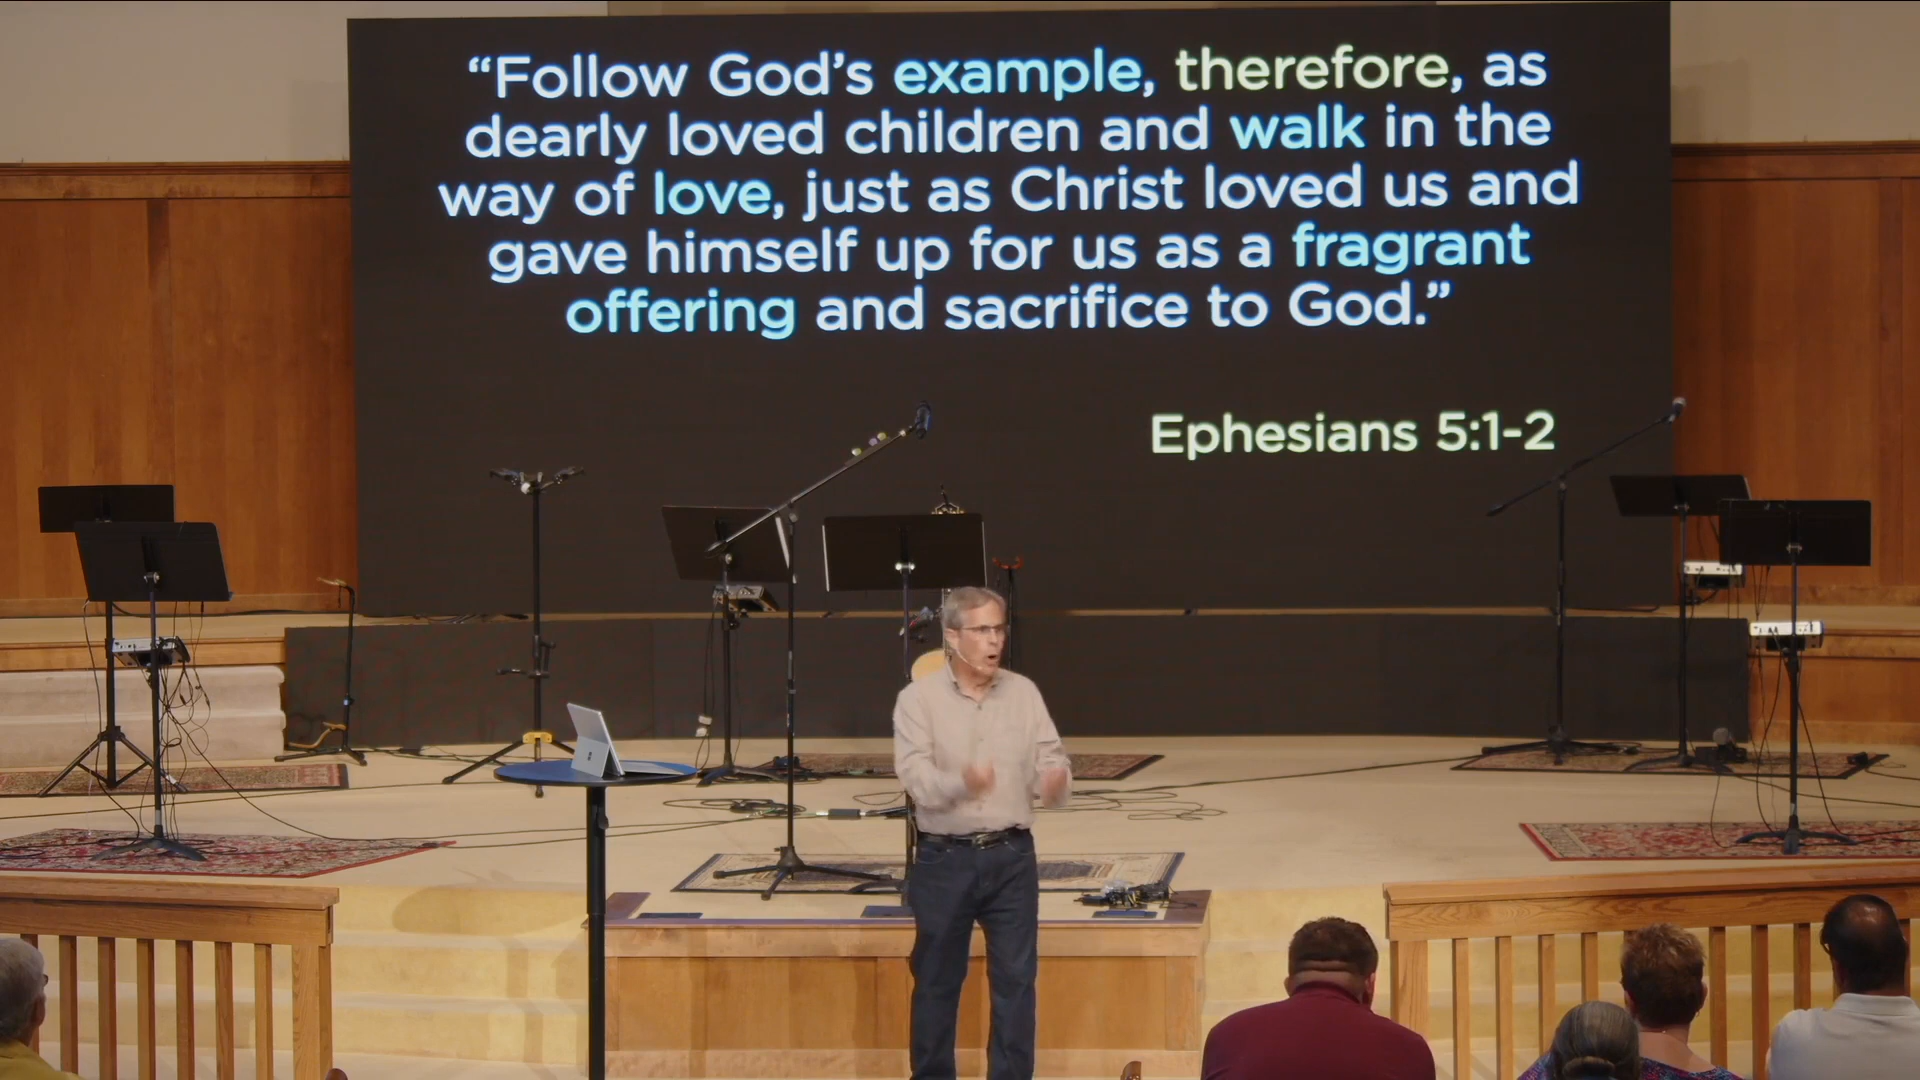 “Follow God’s example, therefore, as
dearly loved children and walk in the
way of love, just as Christ loved us and
gave himself up for us as a fragrant
offering and sacrifice to God.”
Ephesians 5:1-2